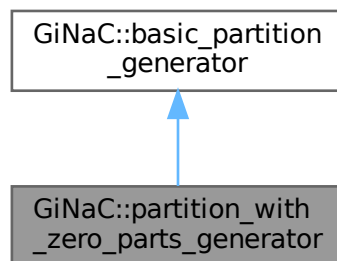 GiNaC::basic_partition
_generator
GiNaC::partition_with
_zero_parts_generator